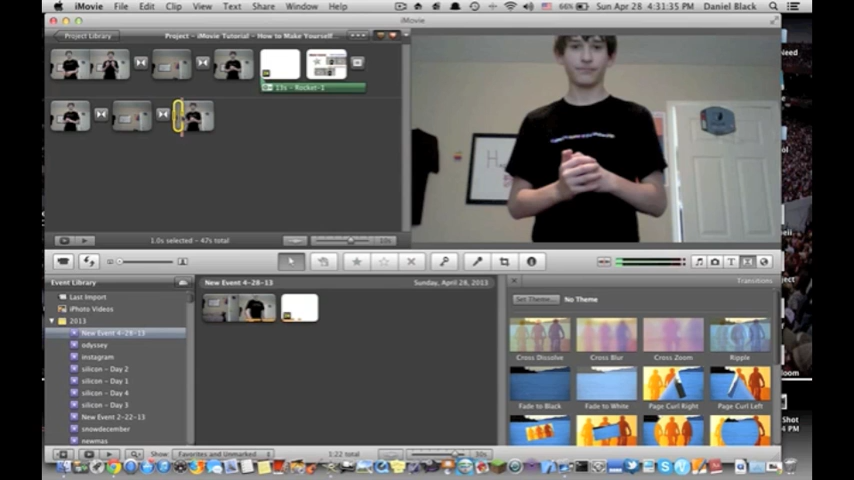 iMovie File Edit Clip View Text Share Window Help
66% Sun Apr 28 4:31:35 PM Daniel Black
iMovie
Project Library
Project - iMovie Tutorial - How to Make Yourself...
13s - Rocket-1
1.0s selected - 47s total
10s
Event Library
New Event 4-28-13
Sunday, April 28, 2013
Transitions
Last Import
iPhoto Videos
2013
New Event 4-28-13
odyssey
instagram
silicon - Day 2
silicon - Day 1
silicon - Day 4
silicon - Day 3
New Event 2-22-13
snowdecember
newmas
Set Theme...
No Theme
Cross Dissolve
Cross Blur
Cross Zoom
Ripple
Fade to Black
Fade to White
Page Curl Right
Page Curl Left
Show:
Favorites and Unmarked
1:22 total
30s